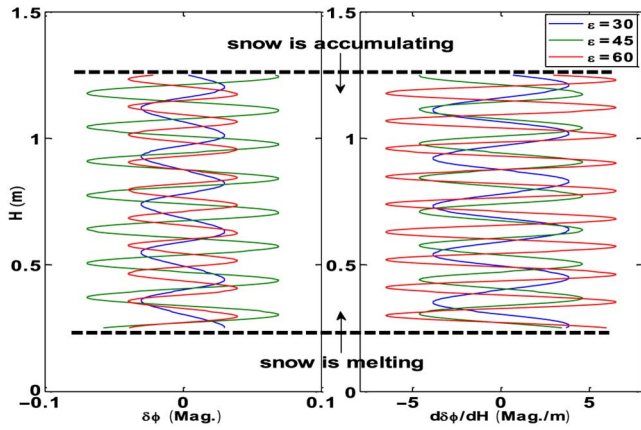 ε=30
ε=45
ε=60
snow is accumulating
snow is melting
H (m)
1.5
1
0.5
0
−0.1
0
0.1
δϕ (Mag.)
1.5
1
0.5
0
−5
0
5
dδϕ/dH (Mag./m)